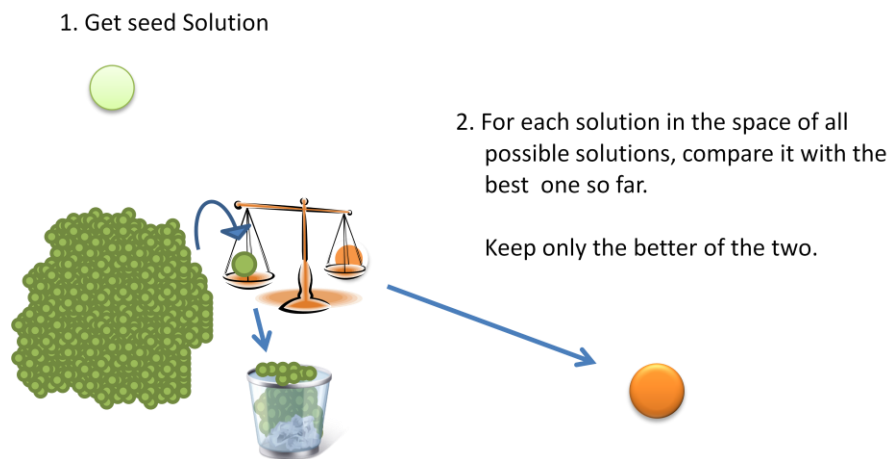 1. Get seed Solution
2. For each solution in the space of all
possible solutions, compare it with the
best one so far.
Keep only the better of the two.